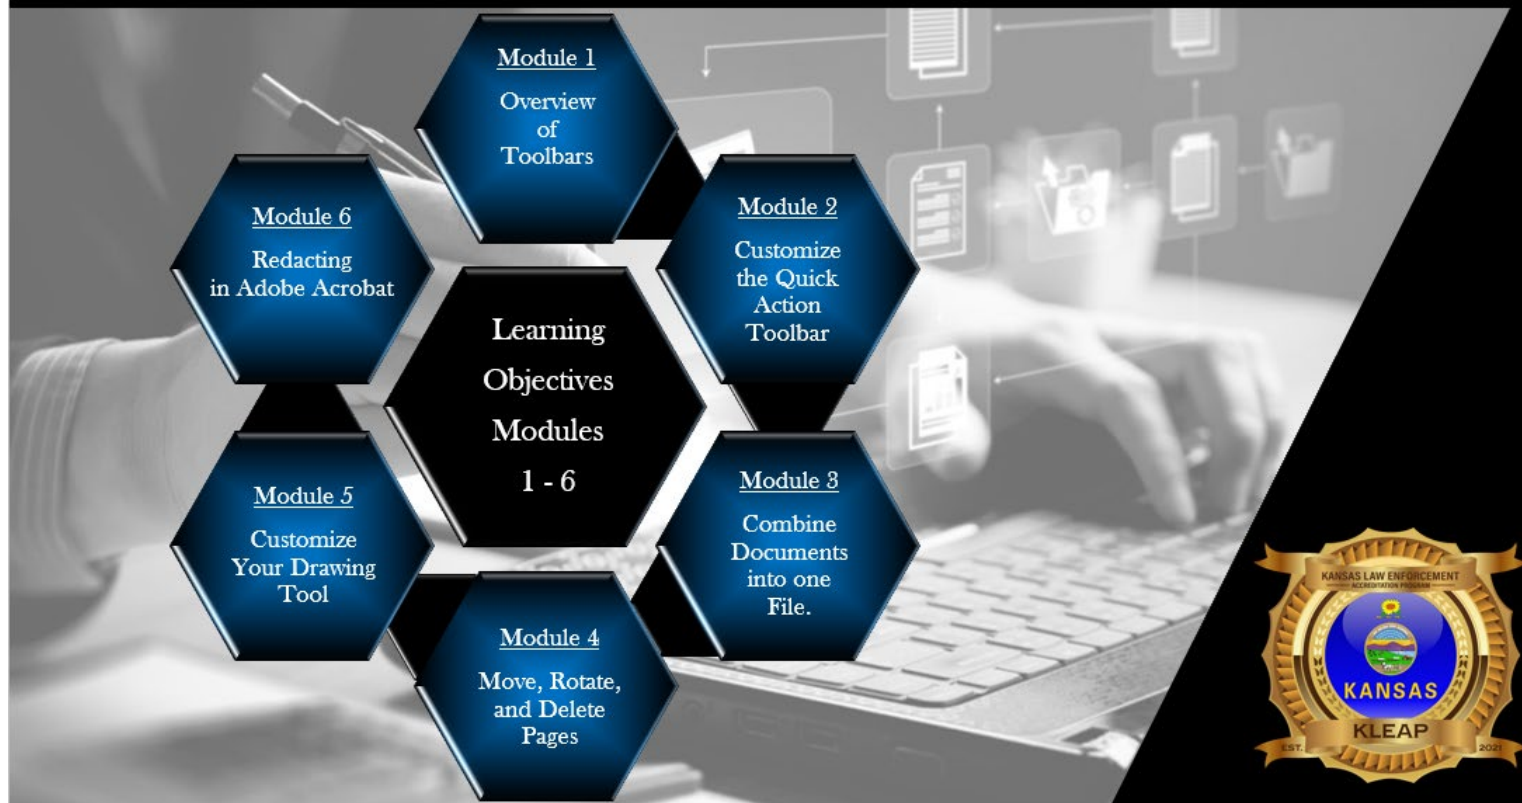 Module 1
Overview
of
Toolbars
Module 2
Customize
the Quick
Action
Toolbar
Module 3
Combine
Documents
into one
File.
Module 4
Move, Rotate,
and Delete
Pages
Module 5
Customize
Your Drawing
Tool
Module 6
Redacting
in Adobe Acrobat
Learning
Objectives
Modules
1 - 6
KANSAS LAW ENFORCEMENT
ACCREDITATION PROGRAM
KANSAS
KLEAP
EST. 2021